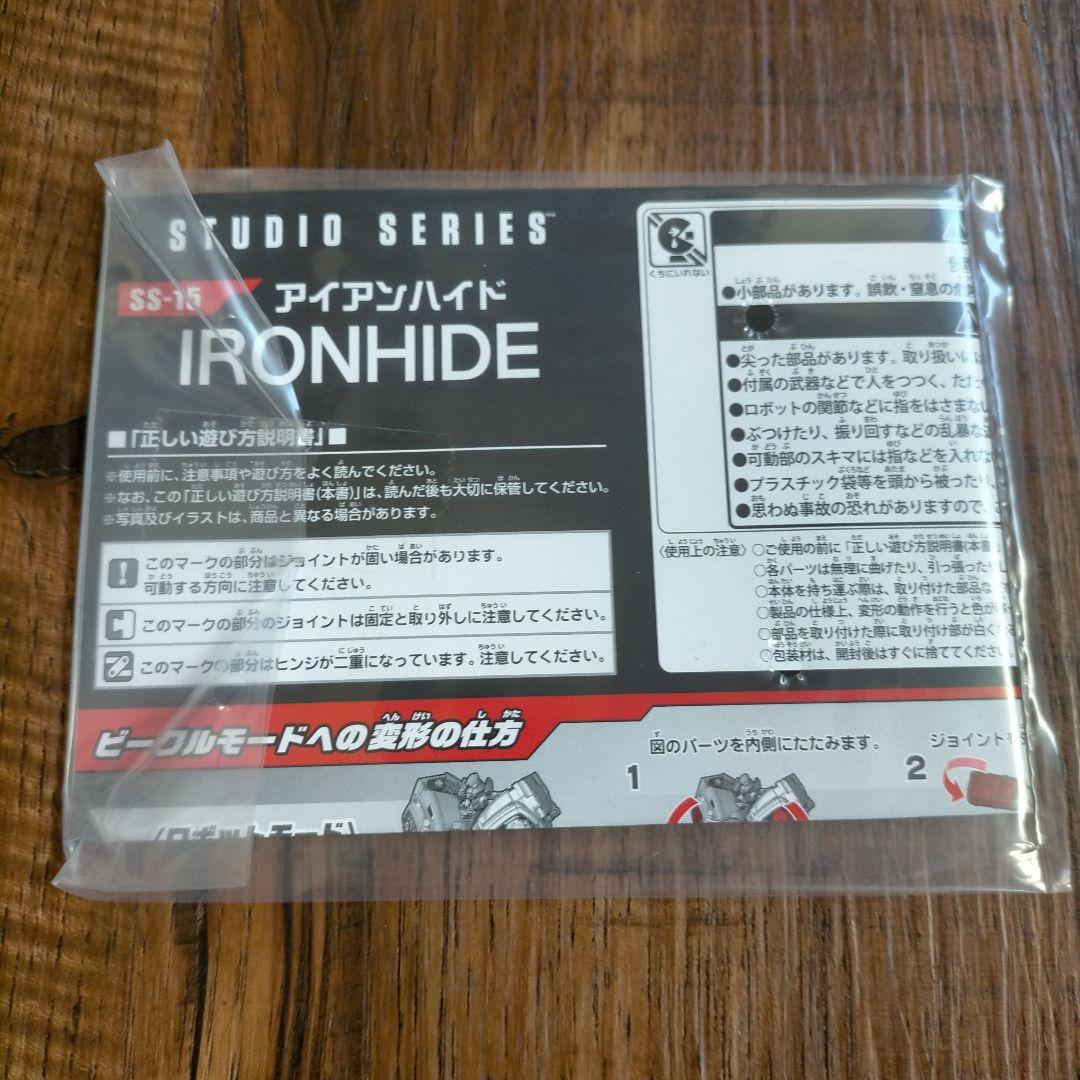 STUDIO SERIES™
SS-15
アイアンハイド
IRONHIDE
■「正しい遊び方説明書」■
※使用前に、注意事項や遊び方をよく読んでください。
※なお、この「正しい遊び方説明書(本書)」は、読んだ後も大切に保管してください。
※写真及びイラストは、商品と異なる場合があります。
このマークの部分はジョイントが固い場合があります。
可動する方向に注意してください。
このマークの部分のジョイントは固定と取り外しに注意してください。
このマークの部分はヒンジが二重になっています。注意してください。
くちにいれない
●小部品があります。誤飲・窒息の危
●尖った部品があります。取り扱いに
●付属の武器などで人をつつく、たた
●ロボットの関節などに指をはさまない
●ぶつけたり、振り回すなどの乱暴な
●可動部のスキマには指などを入れな
●プラスチック袋等を頭から被ったり、
●思わぬ事故の恐れがありますので、
〈使用上の注意〉
○ご使用の前に「正しい遊び方説明書(本書)
○各パーツは無理に曲げたり、引っ張ったりし
○本体を持ち運ぶ際は、取り付けた部品な
○製品の仕様上、変形の動作を行うと色が
○部品を取り付けた際に取り付け部が白く
○包装材は、開封後はすぐに捨ててください。
ビークルモードへの変形の仕方
〈ロボットモード〉
1
図のパーツを内側にたたみます。
2
ジョイントを